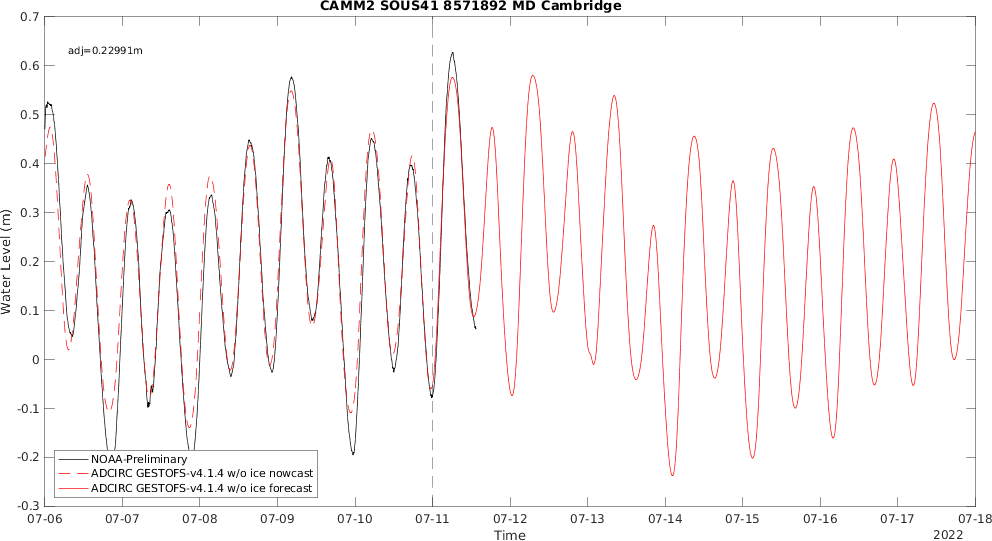 CAMM2 SOUS41 8571892 MD Cambridge
adj=0.22991m
Water Level (m)
0.7
0.6
0.5
0.4
0.3
0.2
0.1
0
-0.1
-0.2
-0.3
NOAA-Preliminary
ADCIRC GESTOFS-v4.1.4 w/o ice nowcast
ADCIRC GESTOFS-v4.1.4 w/o ice forecast
07-06 07-07 07-08 07-09 07-10 07-11 07-12 07-13 07-14 07-15 07-16 07-17 07-18
Time
2022